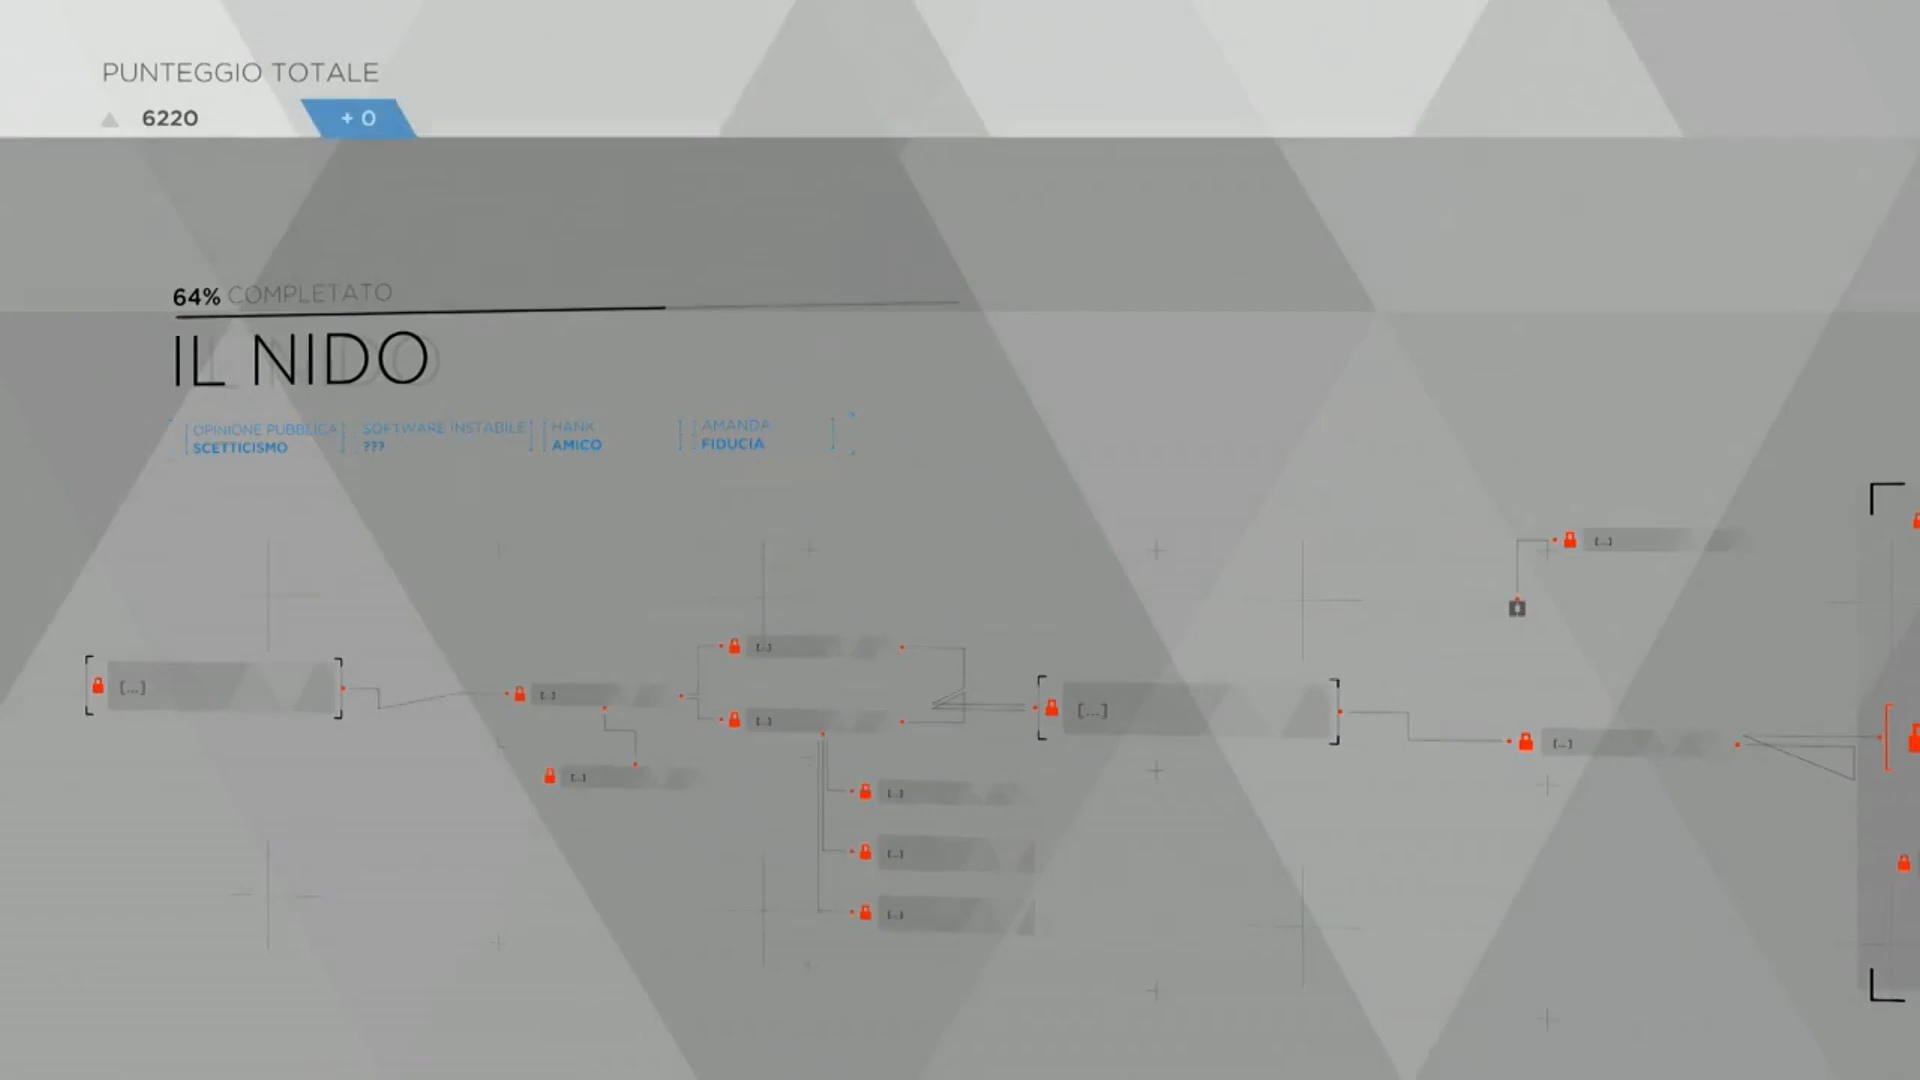 PUNTEGGIO TOTALE
6220
+ 0
64% COMPLETATO
IL NIDO
OPINIONE PUBBLICA SOFTWARE INSTABILE HANK AMANDA
SCETTICISMO ??? AMICO FIDUCIA
[...]
[...]
[...]
[...]
[...]
[...]
[...]
[...]
[...]
[...]
[...]